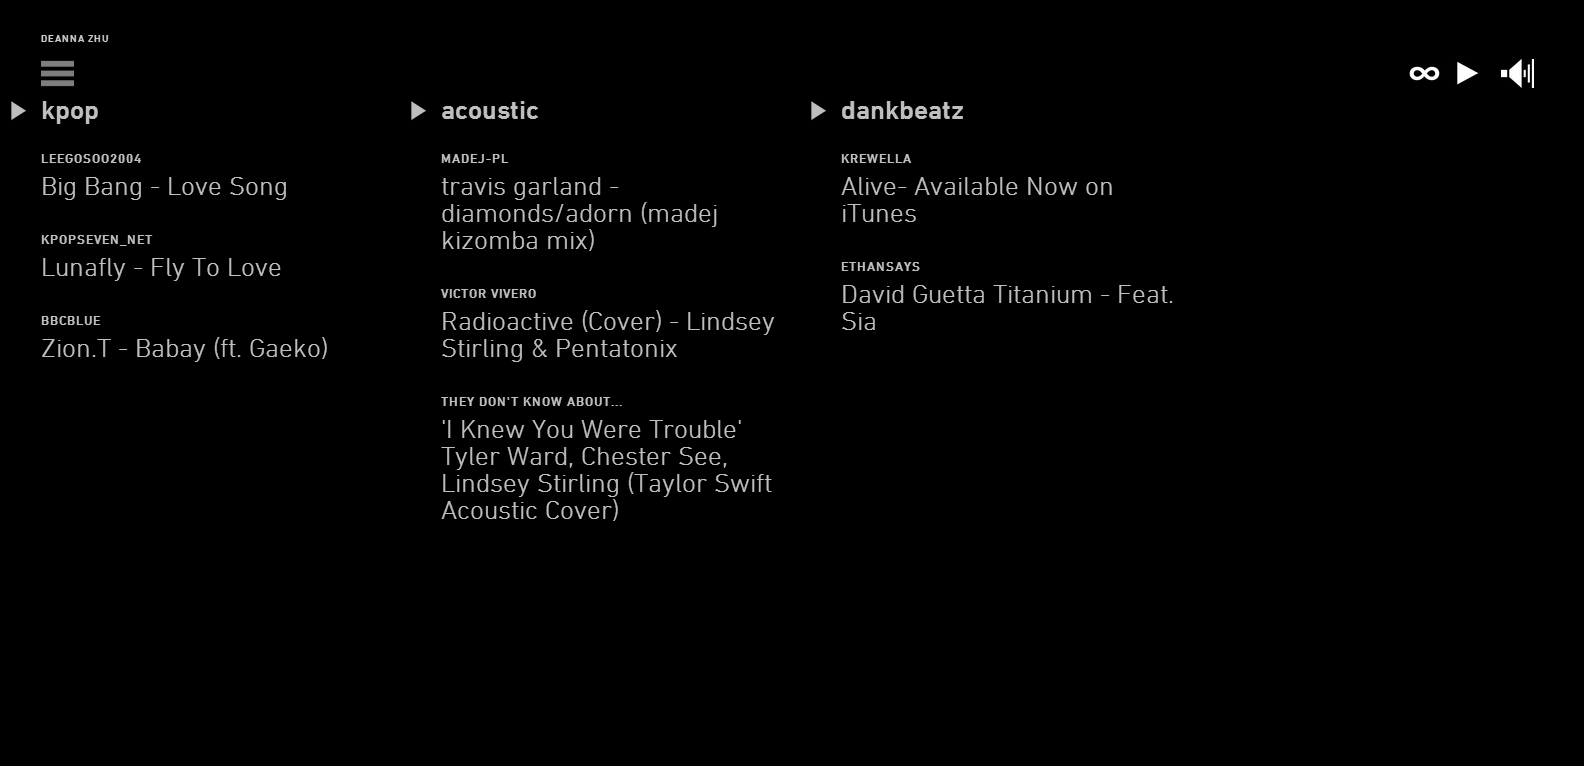 DEANNA ZHU
kpop
LEEGOSOO2004
Big Bang - Love Song
KPOPSEVEN_NET
Lunafly - Fly To Love
BBCBLUE
Zion.T - Babay (ft. Gaeko)
acoustic
MADEJ-PL
travis garland -
diamonds/adorn (madej
kizomba mix)
VICTOR VIVERO
Radioactive (Cover) - Lindsey
Stirling & Pentatonix
THEY DON'T KNOW ABOUT...
'I Knew You Were Trouble'
Tyler Ward, Chester See,
Lindsey Stirling (Taylor Swift
Acoustic Cover)
dankbeatz
KREWELLA
Alive- Available Now on
iTunes
ETHANSAYS
David Guetta Titanium - Feat.
Sia